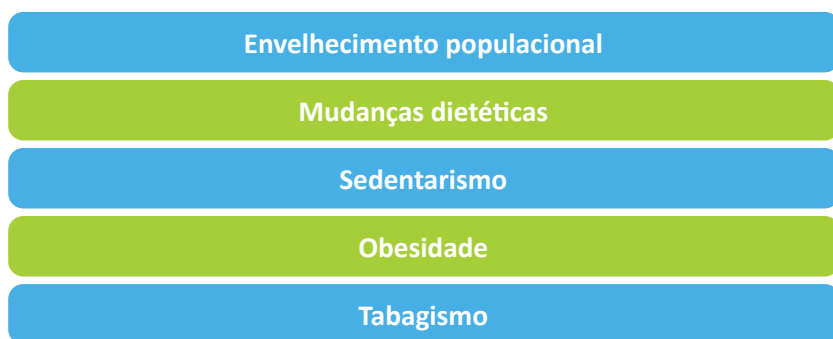 Envelhecimento populacional
Mudanças dietéticas
Sedentarismo
Obesidade
Tabagismo